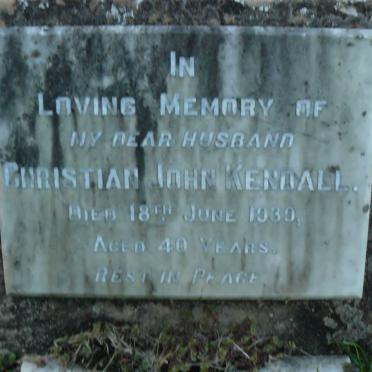 IN
LOVING MEMORY OF
MY DEAR HUSBAND
CHRISTIAN JOHN KENDALL.
DIED 18TH JUNE 1939,
AGED 40 YEARS.
REST IN PEACE